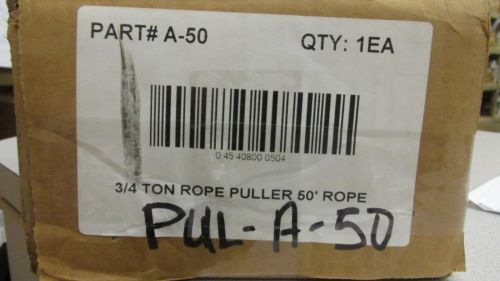 PART# A-50 QTY: 1EA
0 45 40800 0504
3/4 TON ROPE PULLER 50' ROPE
PUL-A-50